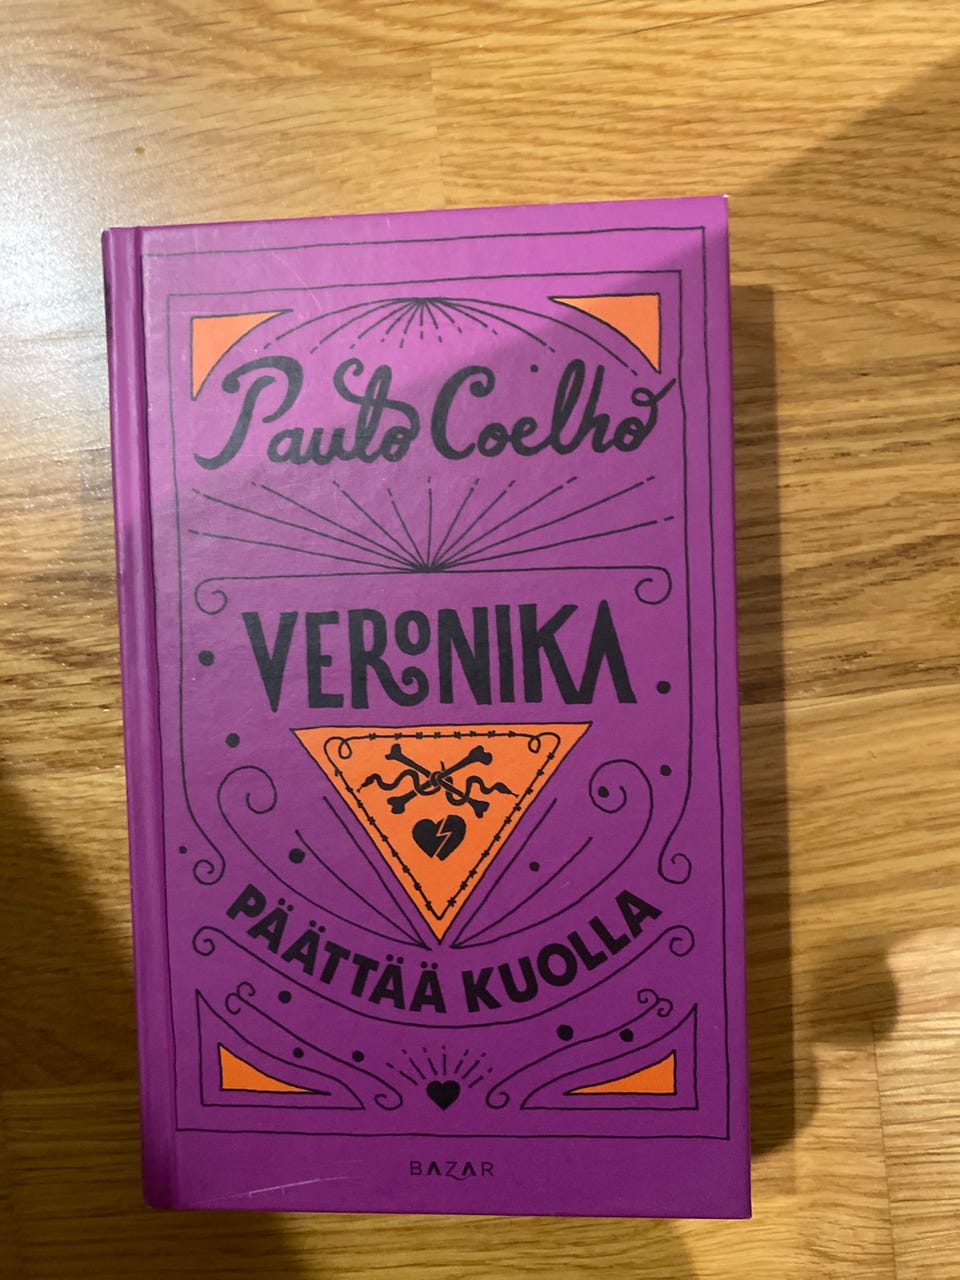 Paulo Coelho
VERONIKA
PÄÄTTÄÄ KUOLLA
BAZAR